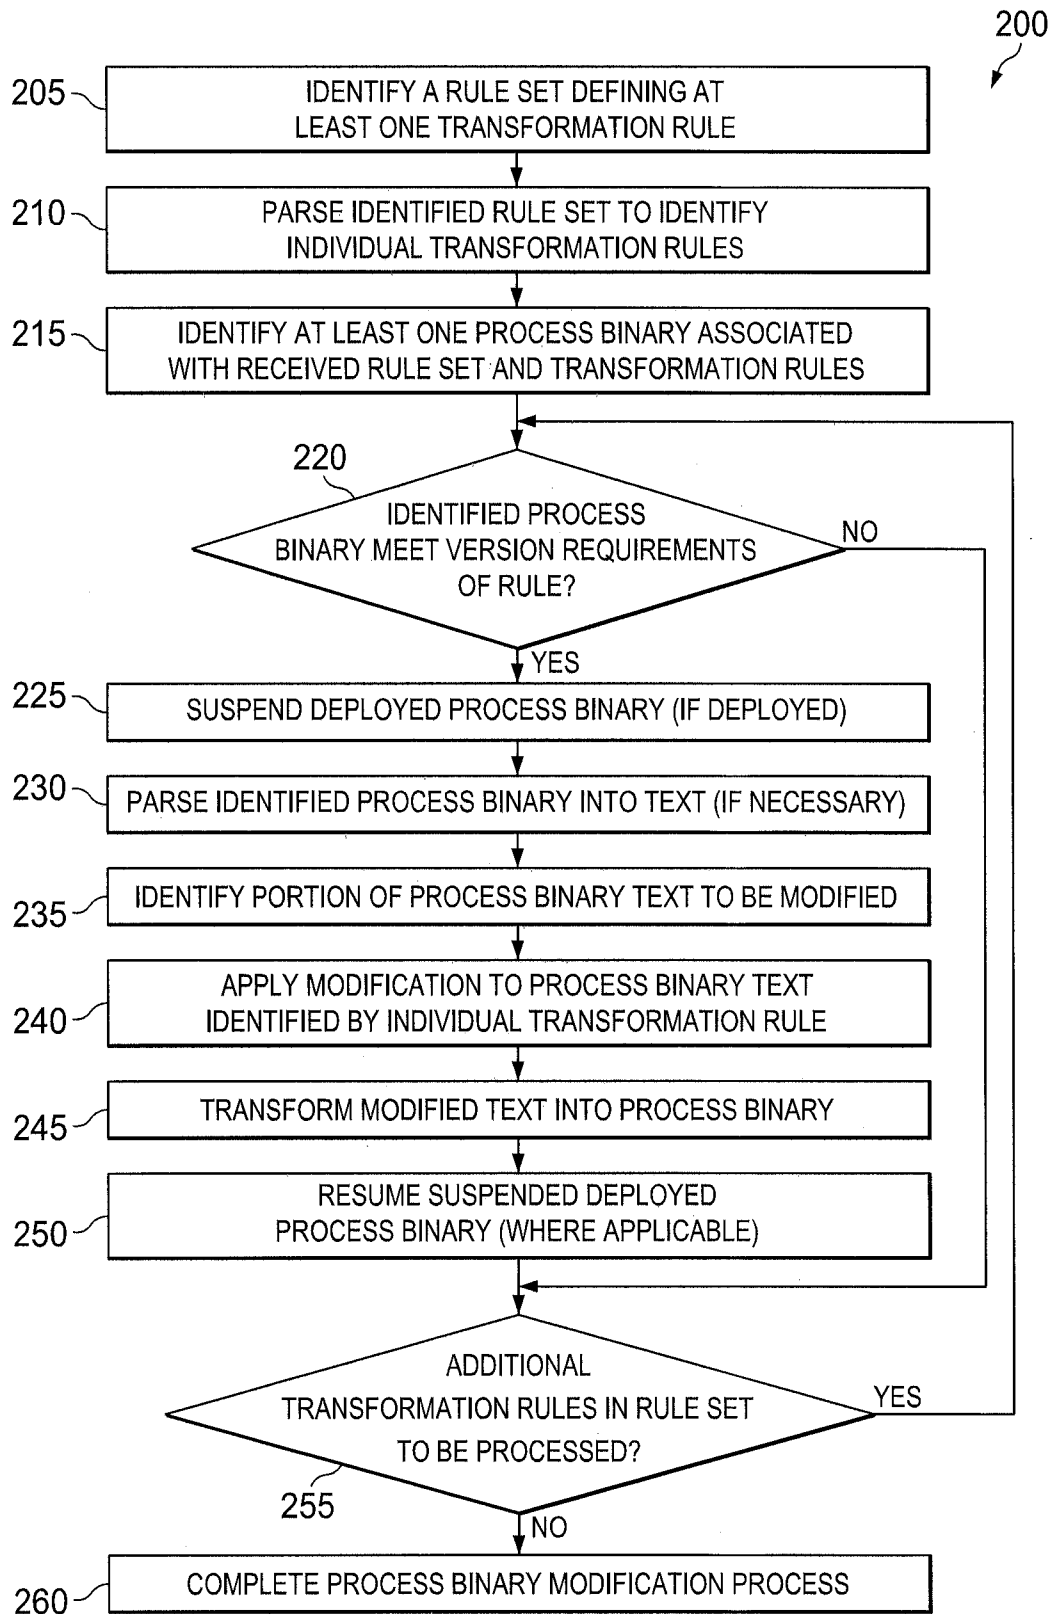 200
205
IDENTIFY A RULE SET DEFINING AT
LEAST ONE TRANSFORMATION RULE
210
PARSE IDENTIFIED RULE SET TO IDENTIFY
INDIVIDUAL TRANSFORMATION RULES
215
IDENTIFY AT LEAST ONE PROCESS BINARY ASSOCIATED
WITH RECEIVED RULE SET AND TRANSFORMATION RULES
220
IDENTIFIED PROCESS
BINARY MEET VERSION REQUIREMENTS
OF RULE?
NO
YES
225
SUSPEND DEPLOYED PROCESS BINARY (IF DEPLOYED)
230
PARSE IDENTIFIED PROCESS BINARY INTO TEXT (IF NECESSARY)
235
IDENTIFY PORTION OF PROCESS BINARY TEXT TO BE MODIFIED
240
APPLY MODIFICATION TO PROCESS BINARY TEXT
IDENTIFIED BY INDIVIDUAL TRANSFORMATION RULE
245
TRANSFORM MODIFIED TEXT INTO PROCESS BINARY
250
RESUME SUSPENDED DEPLOYED
PROCESS BINARY (WHERE APPLICABLE)
ADDITIONAL
TRANSFORMATION RULES IN RULE SET
TO BE PROCESSED?
YES
255
NO
260
COMPLETE PROCESS BINARY MODIFICATION PROCESS